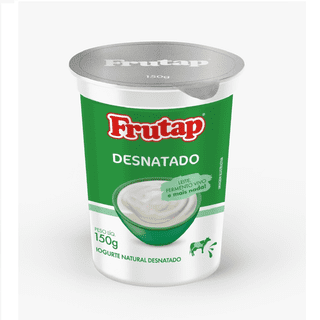 150g
Frutap
DESNATADO
LEITE,
FERMENTO VIVO
e mais nada!
PESO LÍQ.
150g
IOGURTE NATURAL DESNATADO